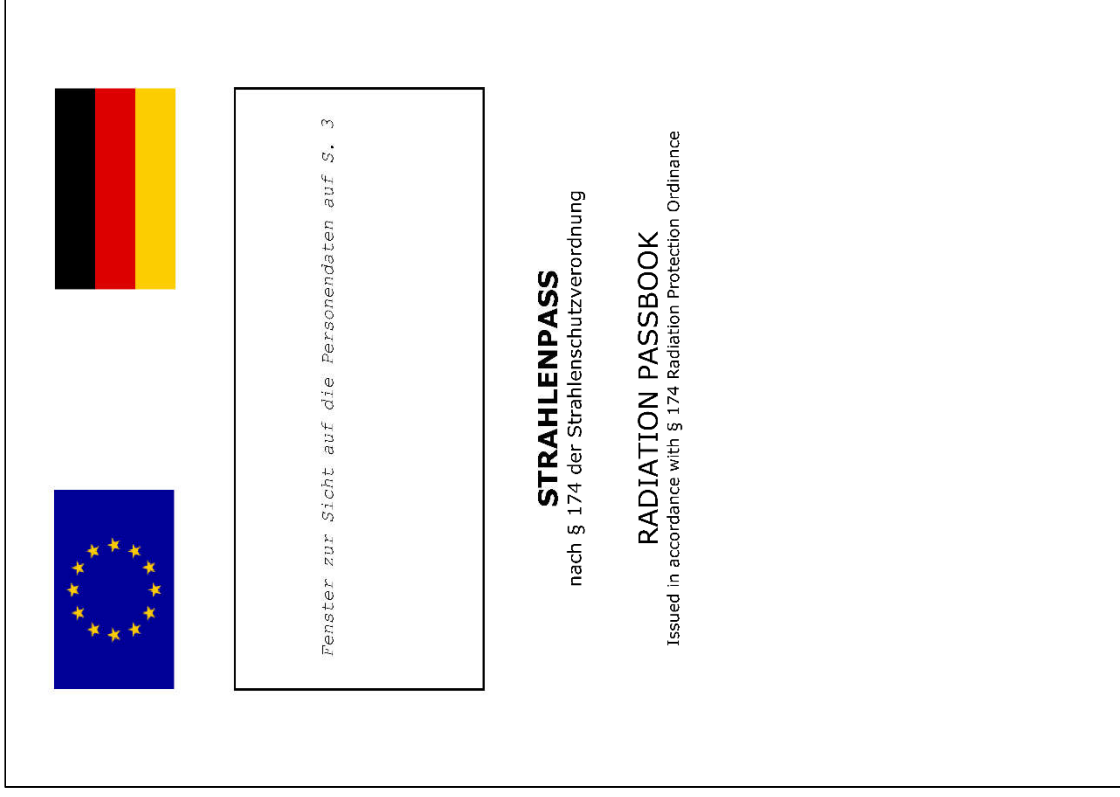 Fenster zur Sicht auf die Personendaten auf S. 3
STRAHLENPASS
nach § 174 der Strahlenschutzverordnung
RADIATION PASSBOOK
Issued in accordance with § 174 Radiation Protection Ordinance